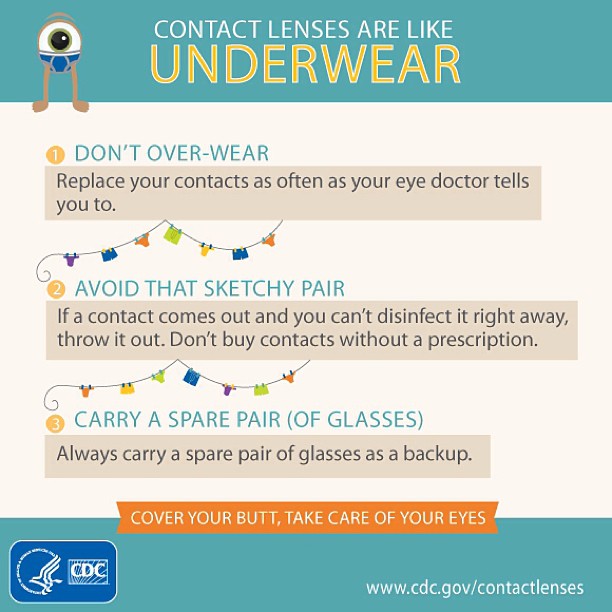 CONTACT LENSES ARE LIKE
UNDERWEAR
1 DON'T OVER-WEAR
Replace your contacts as often as your eye doctor tells
you to.
2 AVOID THAT SKETCHY PAIR
If a contact comes out and you can't disinfect it right away,
throw it out. Don't buy contacts without a prescription.
3 CARRY A SPARE PAIR (OF GLASSES)
Always carry a spare pair of glasses as a backup.
COVER YOUR BUTT, TAKE CARE OF YOUR EYES
CDC
www.cdc.gov/contactlenses